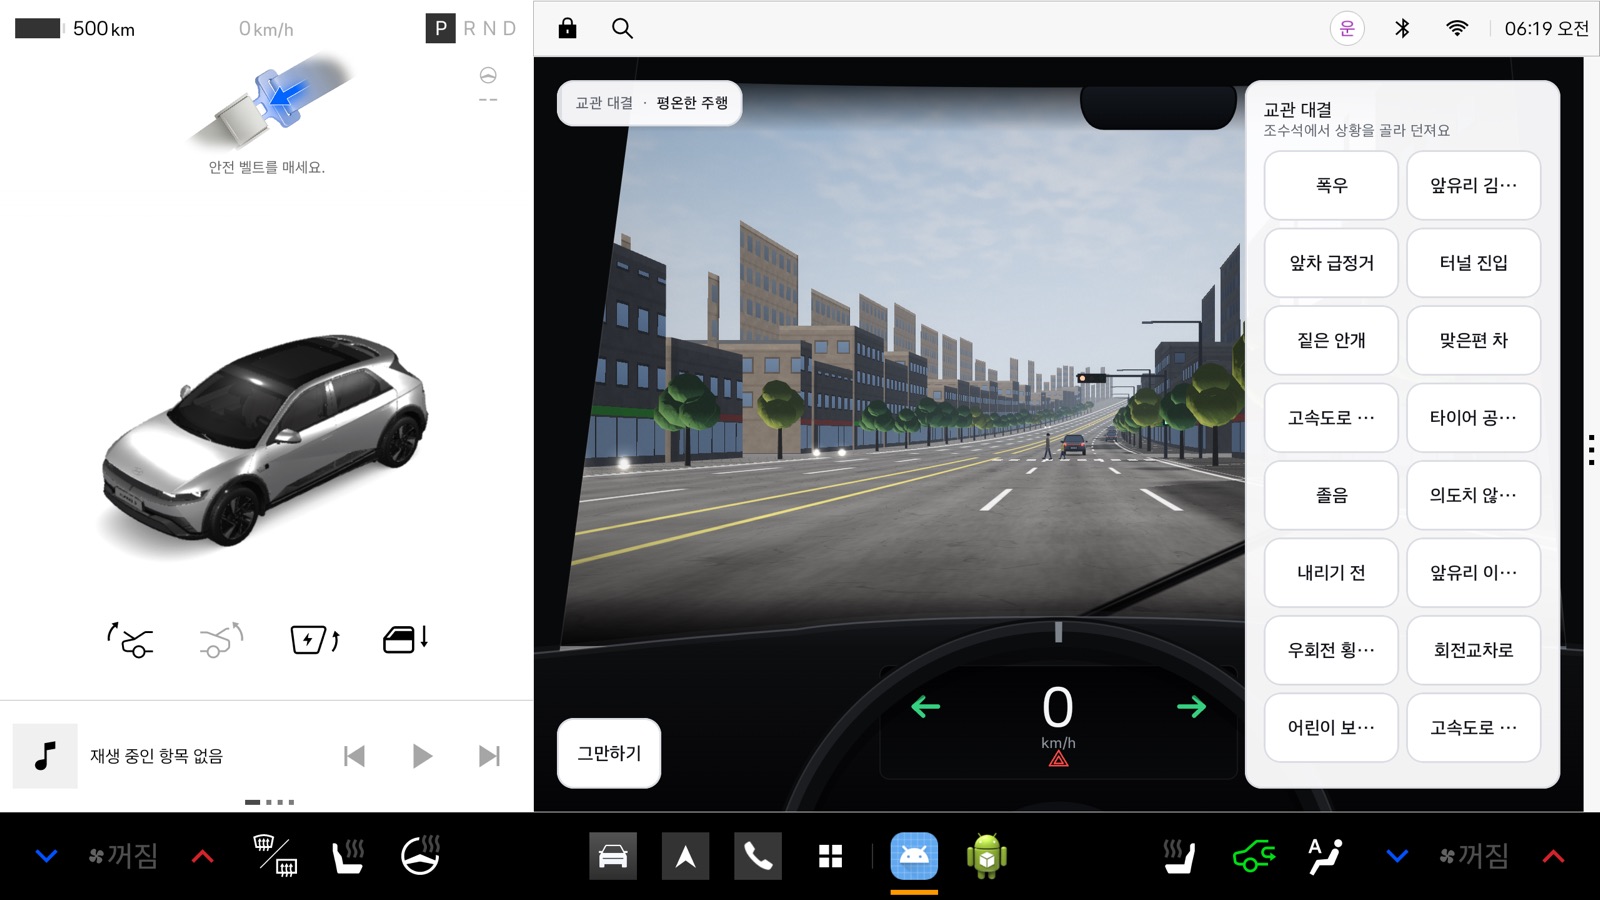 500 km
0 km/h
P R N D
안전 벨트를 매세요.
--
재생 중인 항목 없음
운
06:19 오전
교관 대결 · 평온한 주행
교관 대결
조수석에서 상황을 골라 던져요
폭우
앞유리 김…
앞차 급정거
터널 진입
짙은 안개
맞은편 차
고속도로 …
타이어 공…
졸음
의도치 않…
내리기 전
앞유리 이…
우회전 횡…
회전교차로
어린이 보…
고속도로 …
그만하기
0
km/h
꺼짐
A
꺼짐